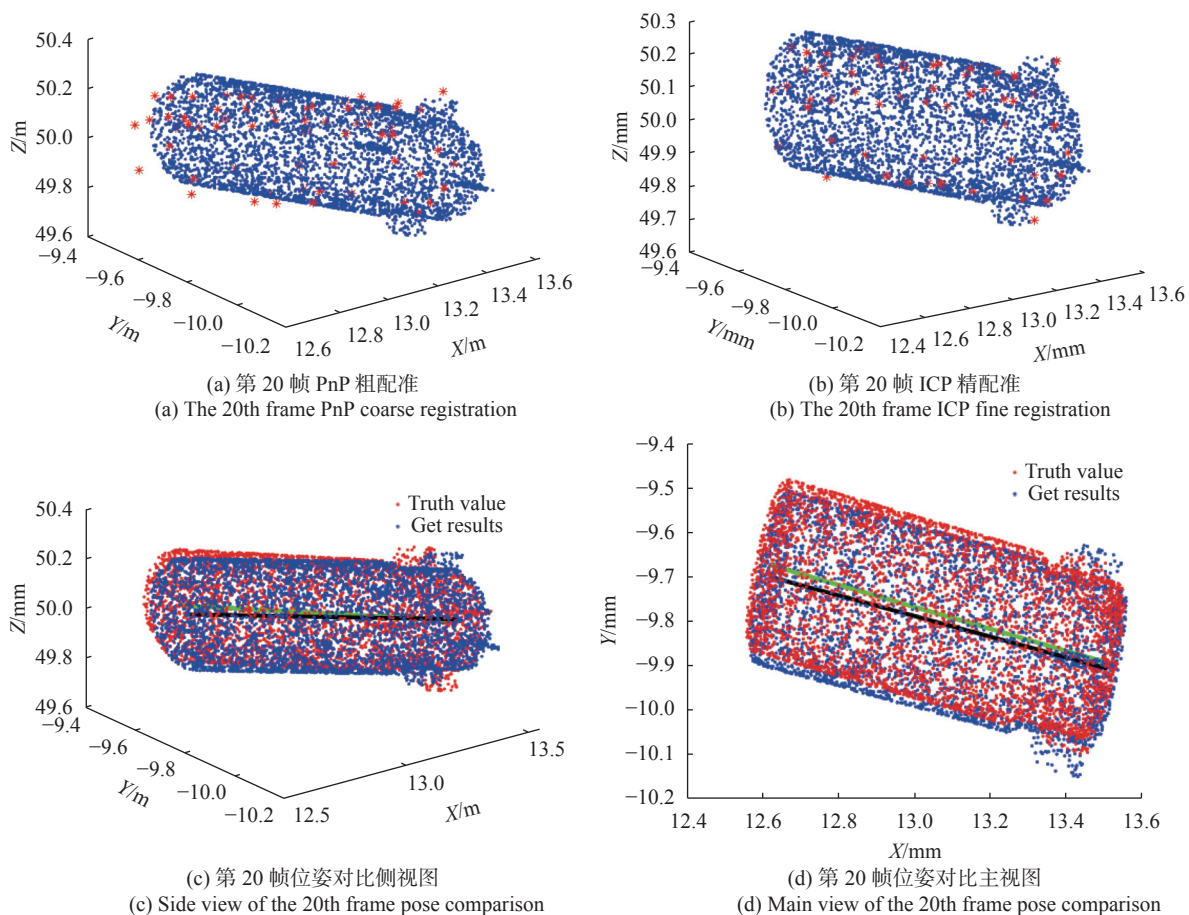 50.4
50.2
50.0
49.8
49.6
Z/m
−9.4
−9.6
−9.8
−10.0
−10.2
Y/m
12.6
12.8
13.0
13.2
13.4
13.6
X/m
(a) 第 20 帧 PnP 粗配准
(a) The 20th frame PnP coarse registration
50.3
50.2
50.1
50.0
49.9
49.8
49.7
49.6
Z/mm
−9.4
−9.6
−9.8
−10.0
−10.2
Y/mm
12.4
12.6
12.8
13.0
13.2
13.4
13.6
X/mm
(b) 第 20 帧 ICP 精配准
(b) The 20th frame ICP fine registration
Truth value
Get results
50.4
50.2
50.0
49.8
49.6
Z/mm
−9.4
−9.6
−9.8
−10.0
−10.2
Y/m
12.5
13.0
13.5
X/m
(c) 第 20 帧位姿对比侧视图
(c) Side view of the 20th frame pose comparison
Truth value
Get results
−9.4
−9.5
−9.6
−9.7
−9.8
−9.9
−10.0
−10.1
−10.2
Y/mm
12.4
12.6
12.8
13.0
13.2
13.4
13.6
X/mm
(d) 第 20 帧位姿对比主视图
(d) Main view of the 20th frame pose comparison